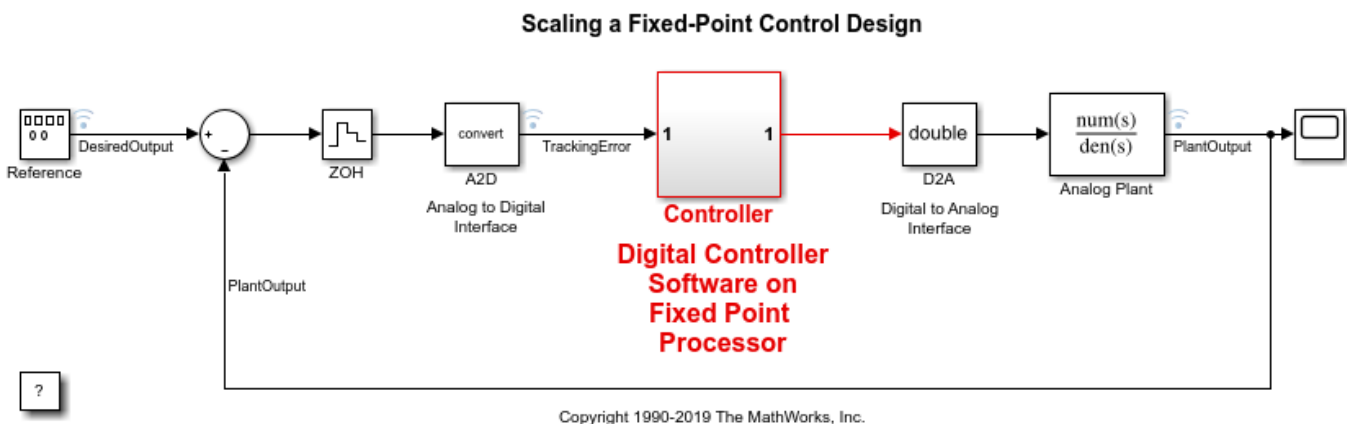 Scaling a Fixed-Point Control Design
Reference
DesiredOutput
+
−
ZOH
convert
A2D
Analog to Digital
Interface
TrackingError
1
1
Controller
Digital Controller
Software on
Fixed Point
Processor
double
D2A
Digital to Analog
Interface
num(s)
den(s)
Analog Plant
PlantOutput
PlantOutput
?
Copyright 1990-2019 The MathWorks, Inc.